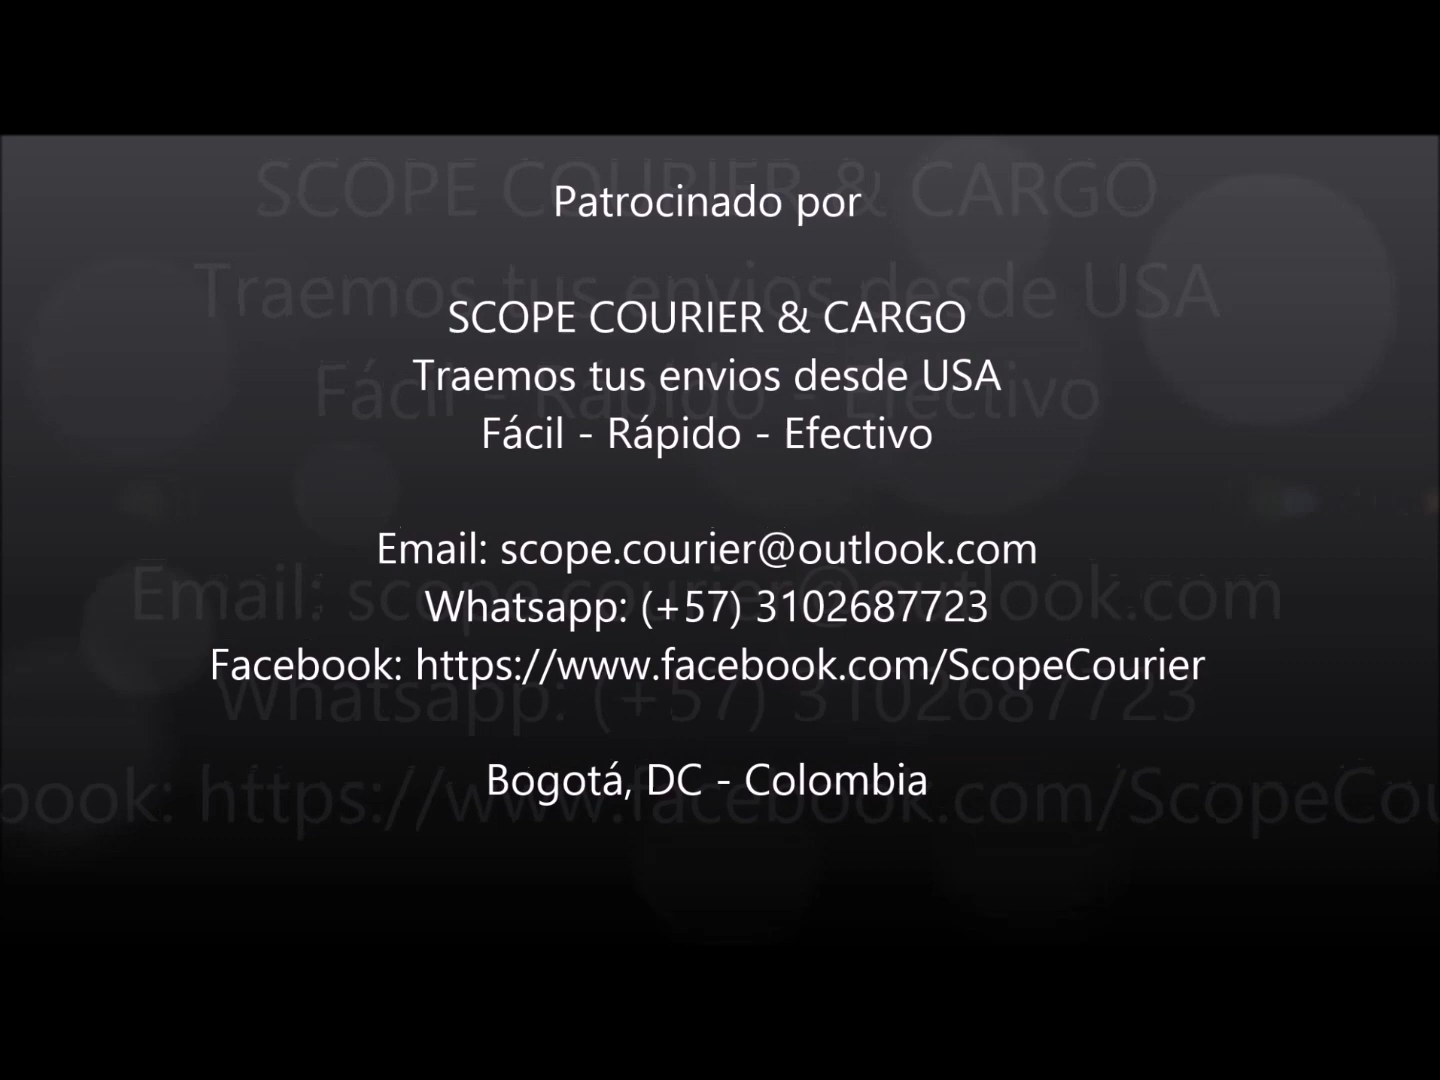 Patrocinado por
SCOPE COURIER & CARGO
Traemos tus envios desde USA
Fácil - Rápido - Efectivo
Email: scope.courier@outlook.com
Whatsapp: (+57) 3102687723
Facebook: https://www.facebook.com/ScopeCourier
Bogotá, DC - Colombia